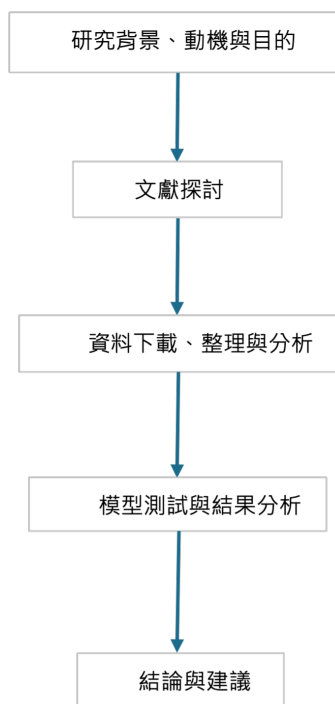 研究背景、動機與目的
文獻探討
資料下載、整理與分析
模型測試與結果分析
結論與建議